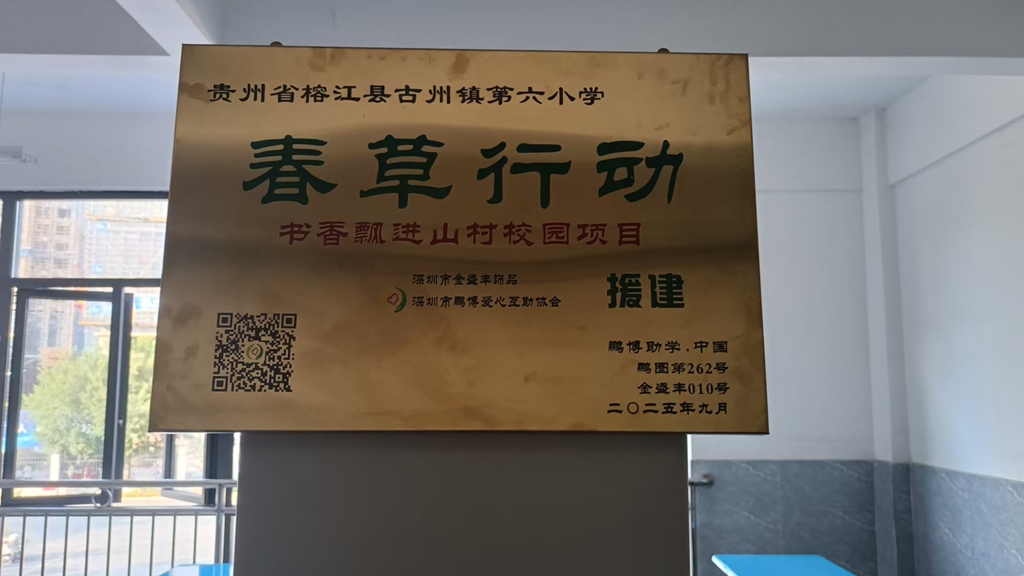 贵州省榕江县古州镇第六小学
春草行动
书香飘进山村校园项目
深圳市金盛丰饰品
深圳市鹏博爱心互助协会
援建
鹏博助学.中国
鹏图第262号
金盛丰010号
二〇二五年九月